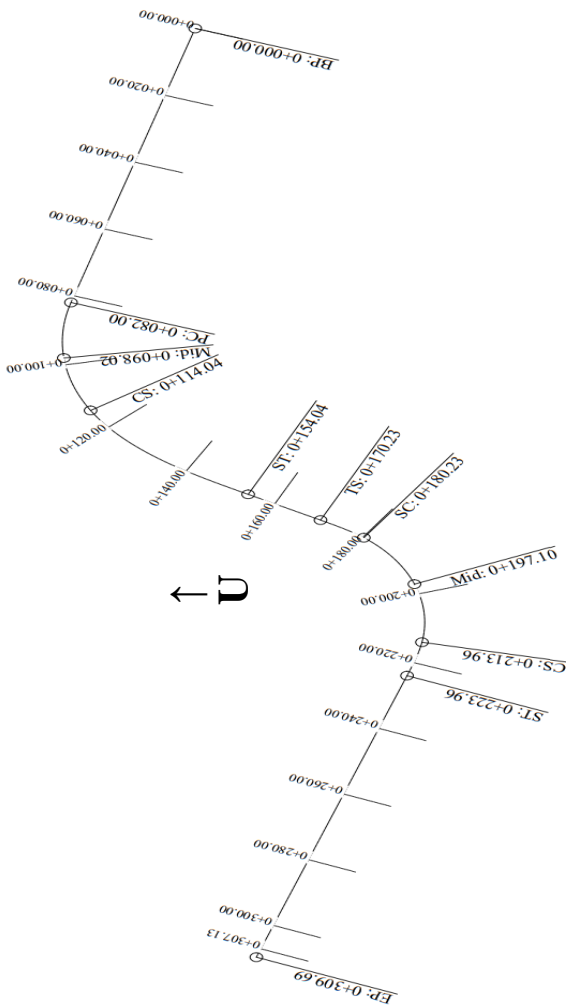 0+000.00
BP: 0+000.00
0+020.00
0+040.00
0+060.00
0+080.00
PC: 0+082.00
Mid: 0+098.02
0+100.00
CS: 0+114.04
0+120.00
0+140.00
ST: 0+154.04
0+160.00
TS: 0+170.23
0+180.00
SC: 0+180.23
Mid: 0+197.10
0+200.00
CS: 0+213.96
0+220.00
ST: 0+223.96
0+240.00
0+260.00
0+280.00
0+300.00
0+307.13
EP: 0+309.69
U